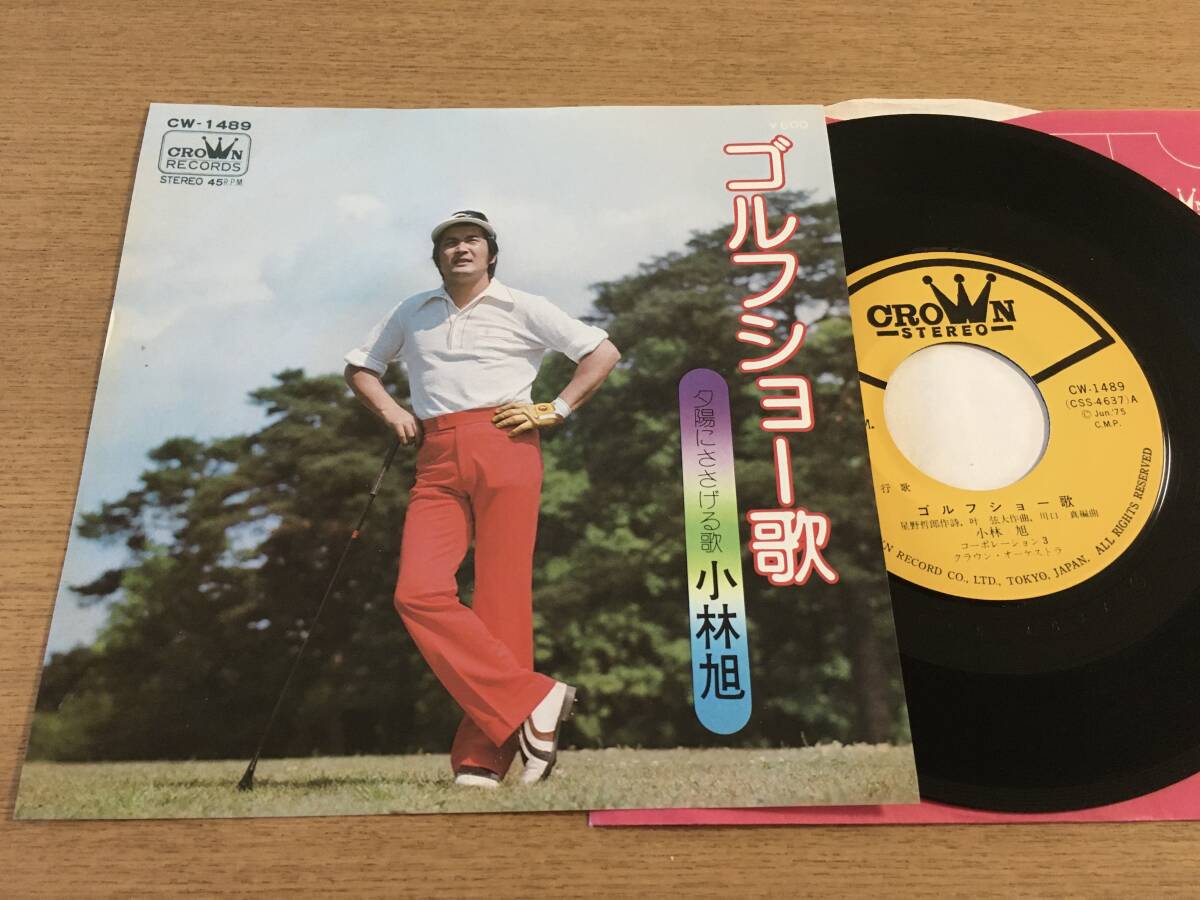 CW-1489
CROWN
RECORDS
STEREO 45 R.P.M.
¥600
ゴルフショー歌
夕陽にささげる歌
小林旭
CROWN
STEREO
CW-1489
(CSS-4637)A
Ⓒ Jun.'75
C.M.P.
行歌
ゴルフショー歌
星野哲郎作詩、叶 弦大作曲、川口 真編曲
小林 旭
コーポレーション3
クラウン・オーケストラ
N RECORD CO., LTD., TOKYO, JAPAN. ALL RIGHTS RESERVED